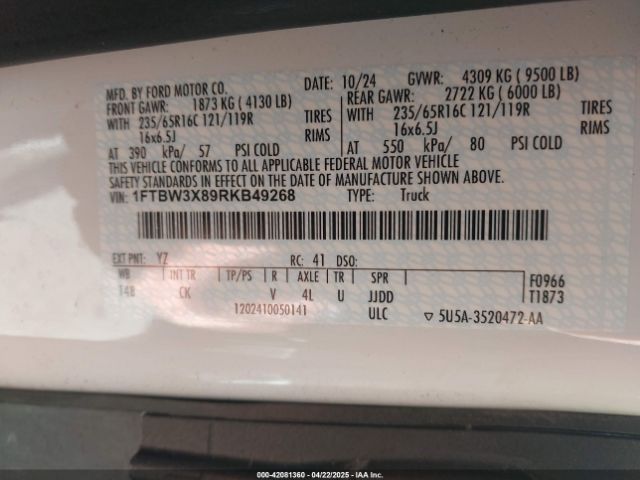 MFD. BY FORD MOTOR CO. DATE: 10/24 GVWR: 4309 KG ( 9500 LB)
FRONT GAWR: 1873 KG ( 4130 LB) REAR GAWR: 2722 KG ( 6000 LB)
WITH 235/65R16C 121/119R TIRES WITH 235/65R16C 121/119R TIRES
16x6.5J RIMS 16x6.5J RIMS
AT 390 kPa/ 57 PSI COLD AT 550 kPa/ 80 PSI COLD
THIS VEHICLE CONFORMS TO ALL APPLICABLE FEDERAL MOTOR VEHICLE
SAFETY STANDARDS IN EFFECT ON THE DATE OF MANUFACTURE SHOWN ABOVE.
VIN: 1FTBW3X89RKB49268 TYPE: Truck
EXT PNT: YZ RC: 41 DSO:
WB INT TR TP/PS R AXLE TR SPR F0966
148 CK V 4L U JJDD T1873
1202410050141 ULC ▽ 5U5A-3520472-AA
000-42081360 - 04/22/2025 - IAA Inc.